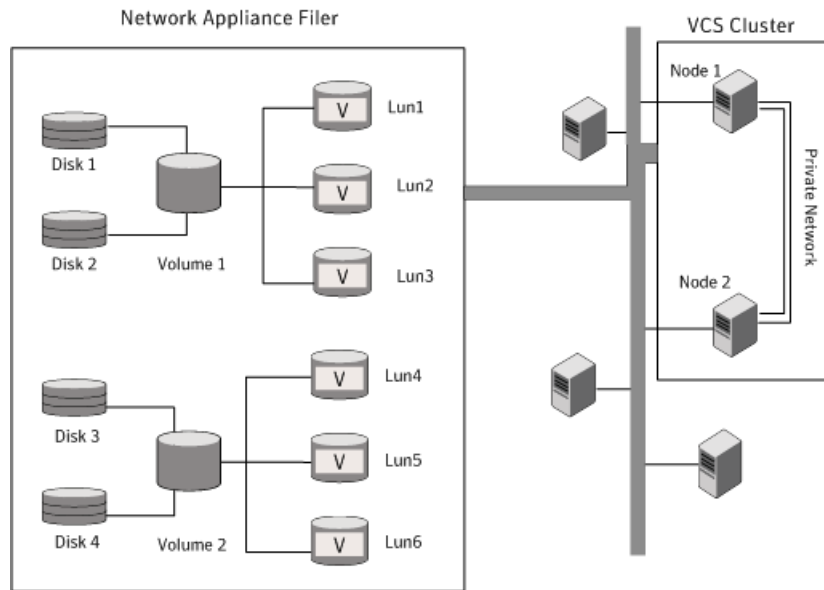 Network Appliance Filer
VCS Cluster
Node 1
Disk 1
Disk 2
Volume 1
V
Lun1
V
Lun2
V
Lun3
Private Network
Node 2
Disk 3
Disk 4
Volume 2
V
Lun4
V
Lun5
V
Lun6